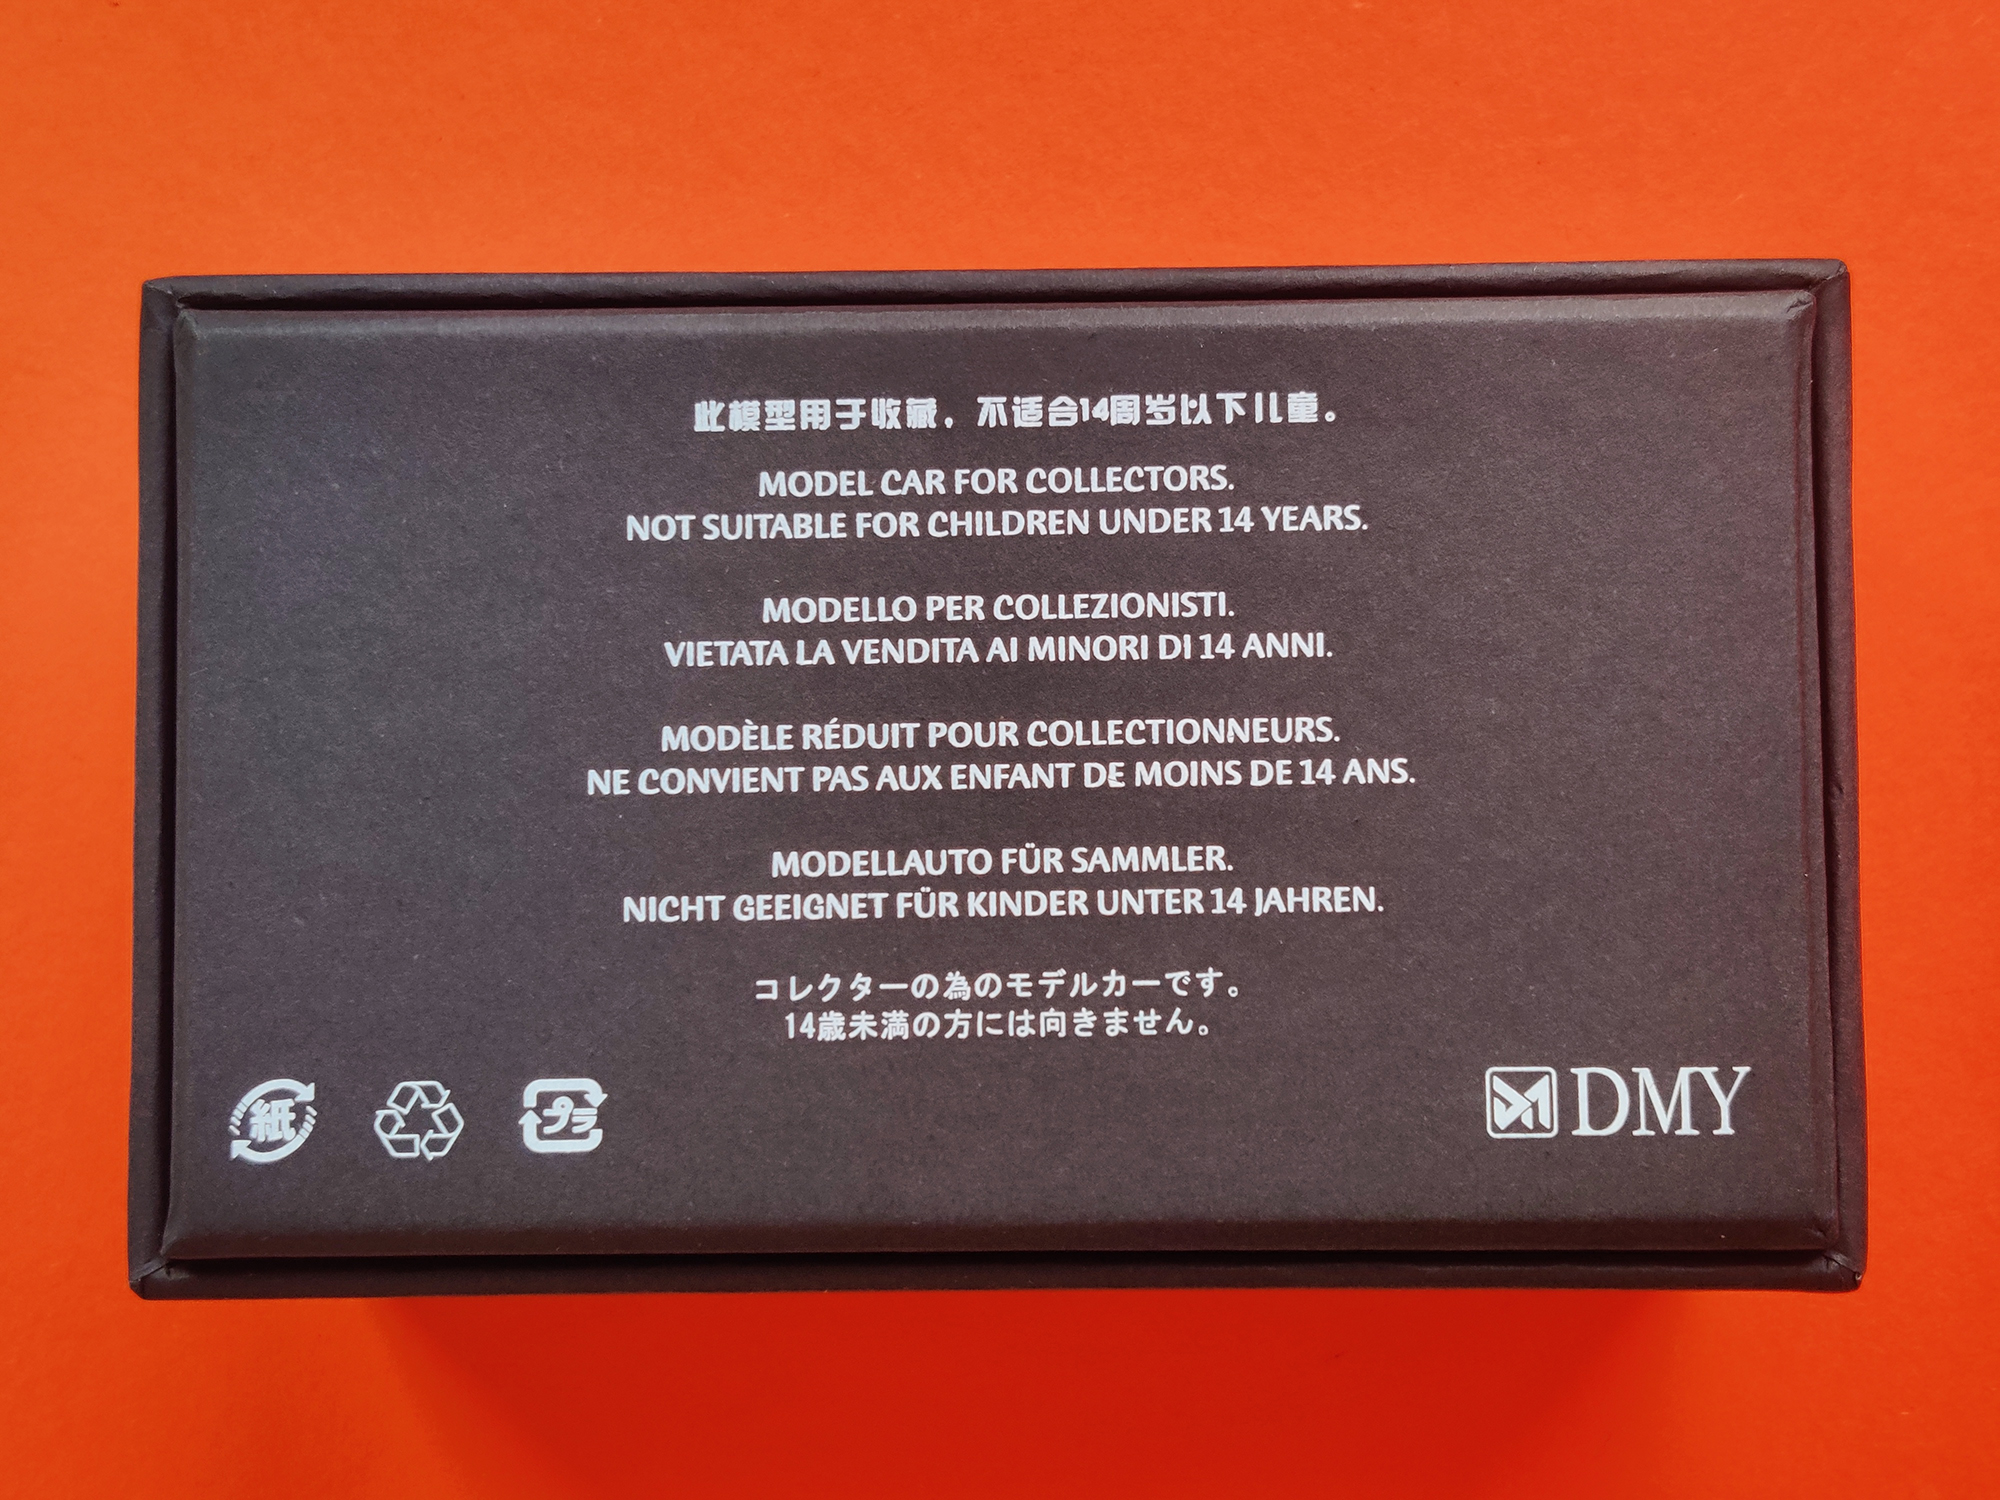 此模型用于收藏，不适合14周岁以下儿童。
MODEL CAR FOR COLLECTORS.
NOT SUITABLE FOR CHILDREN UNDER 14 YEARS.
MODELLO PER COLLEZIONISTI.
VIETATA LA VENDITA AI MINORI DI 14 ANNI.
MODÈLE RÉDUIT POUR COLLECTIONNEURS.
NE CONVIENT PAS AUX ENFANT DE MOINS DE 14 ANS.
MODELLAUTO FÜR SAMMLER.
NICHT GEEIGNET FÜR KINDER UNTER 14 JAHREN.
コレクターの為のモデルカーです。
14歳未満の方には向きません。
紙
プラ
DMY